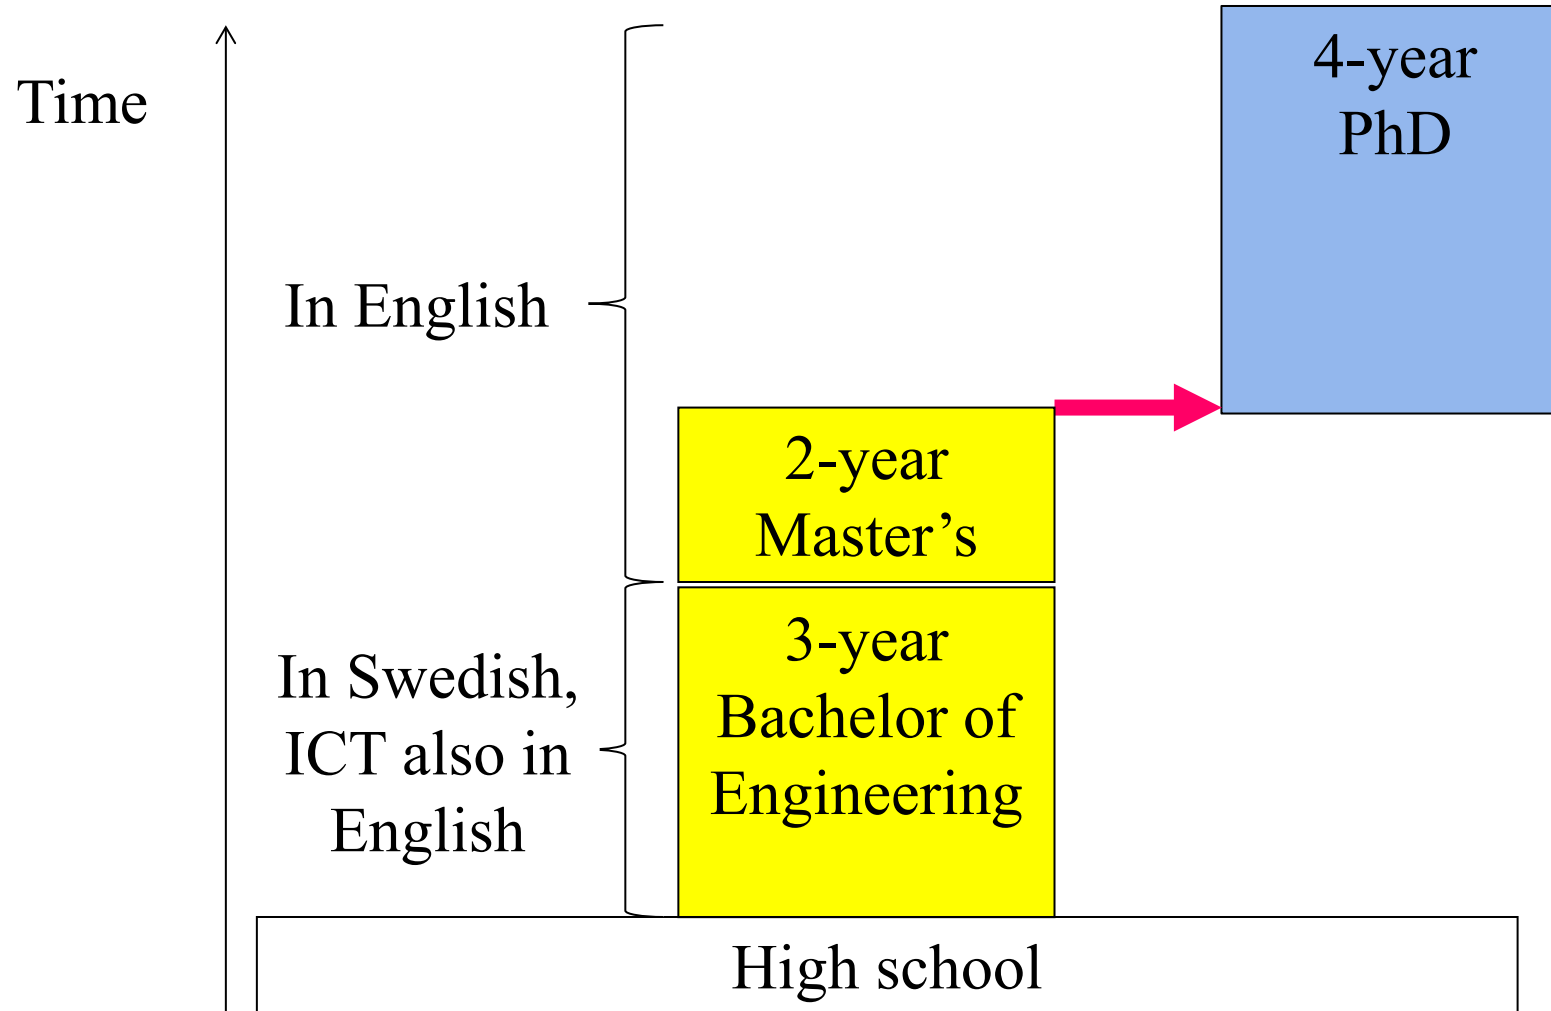 Time
4-year
PhD
In English
2-year
Master’s
3-year
Bachelor of
Engineering
In Swedish,
ICT also in
English
High school